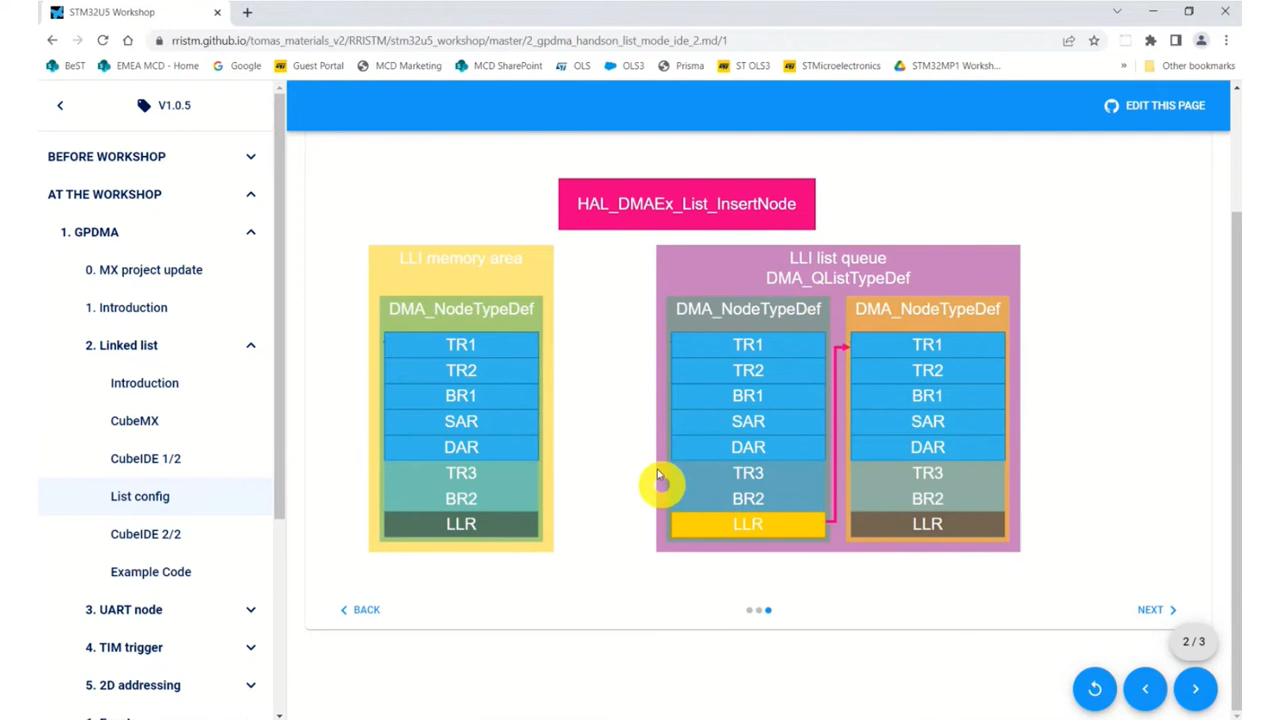 STM32U5 Workshop
rristm.github.io/tomas_materials_v2/RRISTM/stm32u5_workshop/master/2_gpdma_handson_list_mode_ide_2.md/1
BeST EMEA MCD - Home Google Guest Portal MCD Marketing MCD SharePoint OLS OLS3 Prisma ST OLS3 STMicroelectronics STM32MP1 Worksh... » Other bookmarks
V1.0.5
EDIT THIS PAGE
BEFORE WORKSHOP
AT THE WORKSHOP
1. GPDMA
0. MX project update
1. Introduction
2. Linked list
Introduction
CubeMX
CubeIDE 1/2
List config
CubeIDE 2/2
Example Code
3. UART node
4. TIM trigger
5. 2D addressing
HAL_DMAEx_List_InsertNode
LLI memory area
DMA_NodeTypeDef
TR1
TR2
BR1
SAR
DAR
TR3
BR2
LLR
LLI list queue
DMA_QListTypeDef
DMA_NodeTypeDef
TR1
TR2
BR1
SAR
DAR
TR3
BR2
LLR
DMA_NodeTypeDef
TR1
TR2
BR1
SAR
DAR
TR3
BR2
LLR
BACK
NEXT
2 / 3